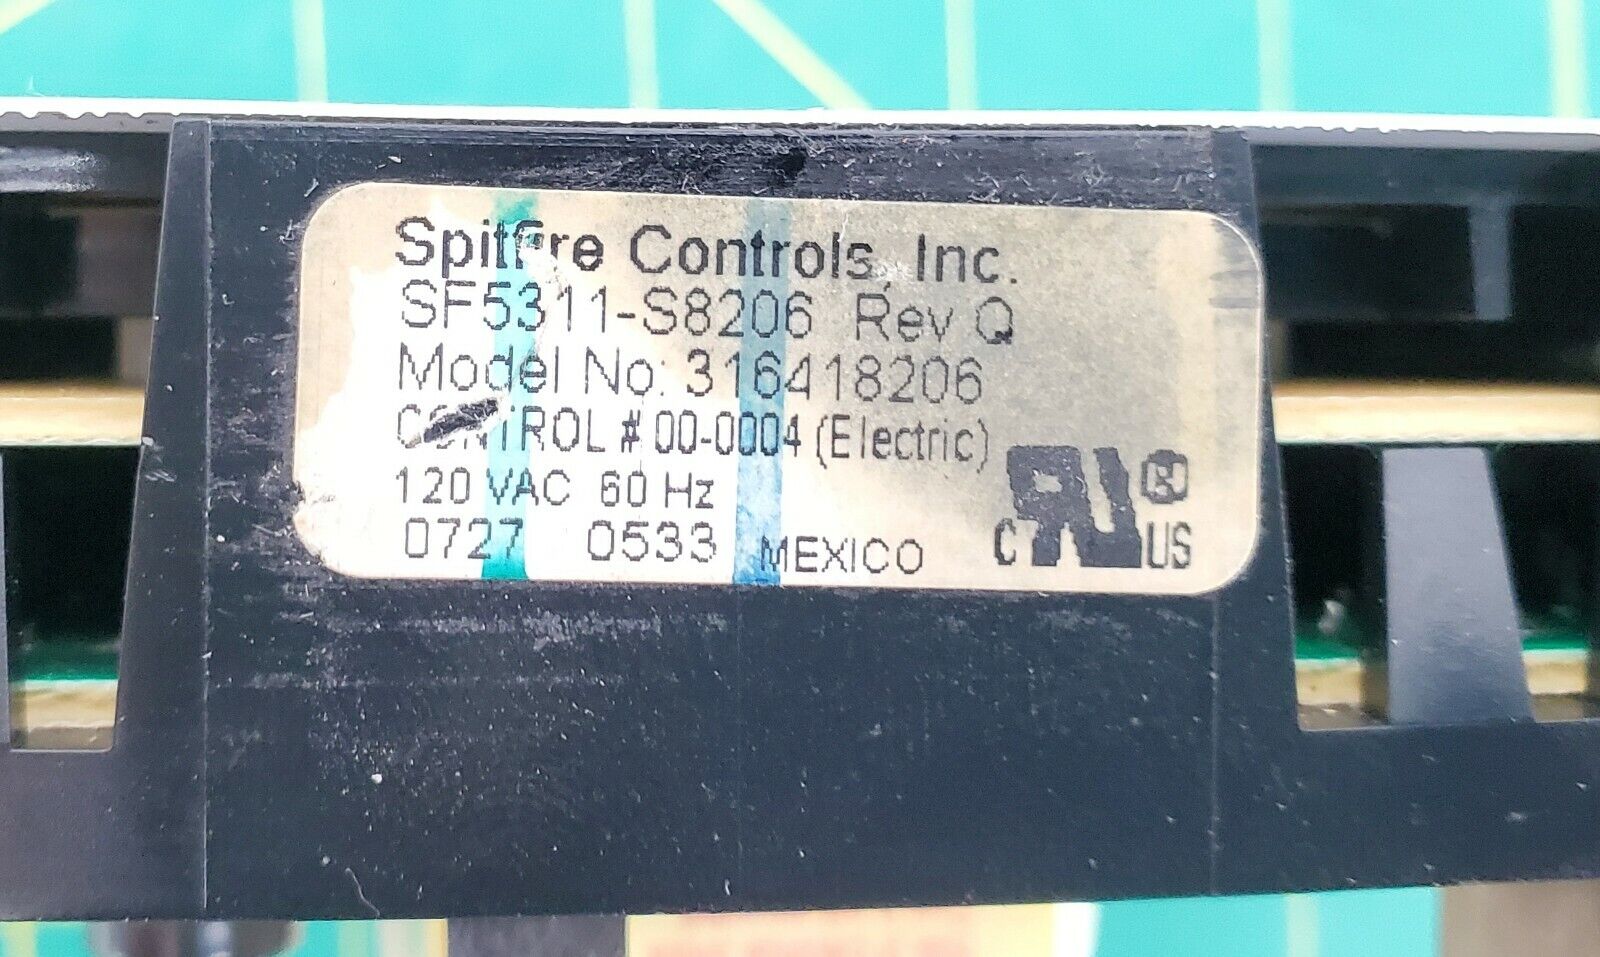 Spitfire Controls, Inc.
SF5311-S8206 Rev Q
Model No: 316418206
CONTROL # 00-0004 (Electric)
120 VAC 60 Hz
0727 0533 MEXICO
C RU ® US